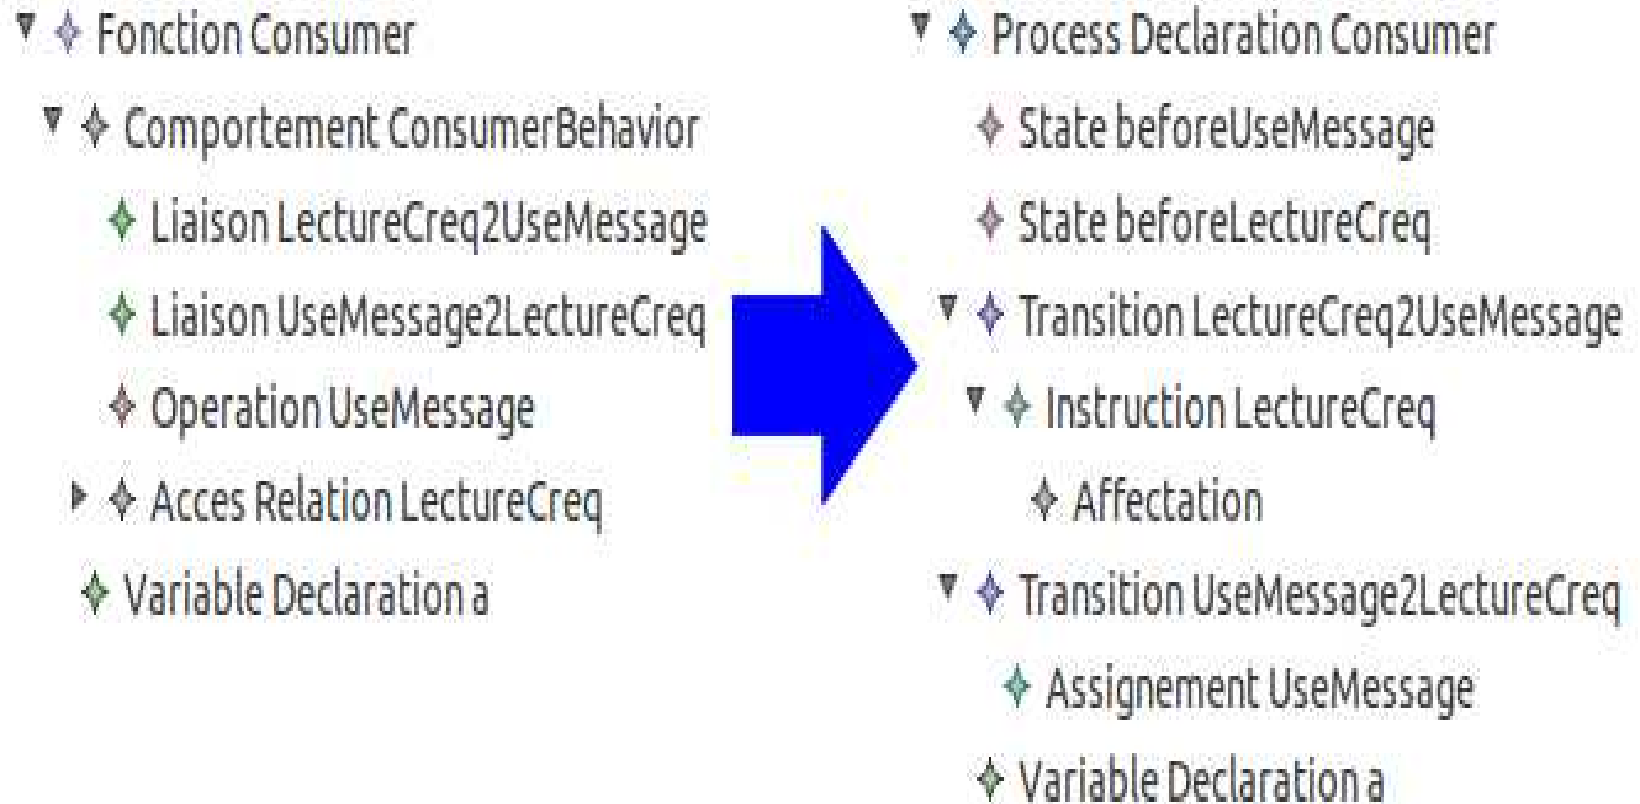 Fonction Consumer
Comportement ConsumerBehavior
Liaison LectureCreq2UseMessage
Liaison UseMessage2LectureCreq
Operation UseMessage
Acces Relation LectureCreq
Variable Declaration a
Process Declaration Consumer
State beforeUseMessage
State beforeLectureCreq
Transition LectureCreq2UseMessage
Instruction LectureCreq
Affectation
Transition UseMessage2LectureCreq
Assignement UseMessage
Variable Declaration a